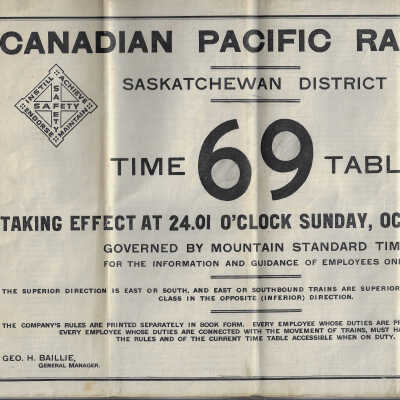 CANADIAN PACIFIC RA
SASKATCHEWAN DISTRICT
INSTILL
ACHIEVE
SAFETY
SAFETY
ENDORSE
MAINTAIN
TIME 69 TABL
TAKING EFFECT AT 24.01 O'CLOCK SUNDAY, OC
GOVERNED BY MOUNTAIN STANDARD TIM
FOR THE INFORMATION AND GUIDANCE OF EMPLOYEES ON
THE SUPERIOR DIRECTION IS EAST OR SOUTH, AND EAST OR SOUTHBOUND TRAINS ARE SUPERIOR
CLASS IN THE OPPOSITE (INFERIOR) DIRECTION.
THE COMPANY'S RULES ARE PRINTED SEPARATELY IN BOOK FORM. EVERY EMPLOYEE WHOSE DUTIES ARE PR
EVERY EMPLOYEE WHOSE DUTIES ARE CONNECTED WITH THE MOVEMENT OF TRAINS, MUST HA
THE RULES AND OF THE CURRENT TIME TABLE ACCESSIBLE WHEN ON DUTY.
GEO. H. BAILLIE,
GENERAL MANAGER.